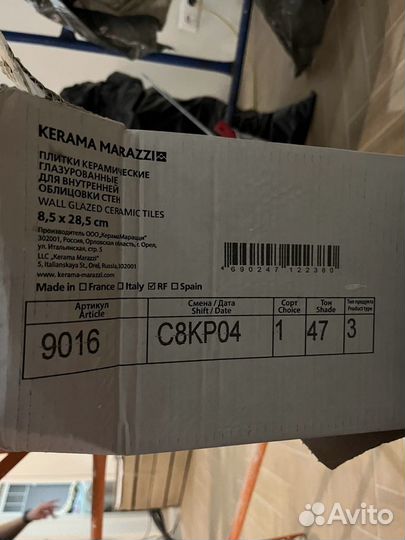 KERAMA MARAZZI
ПЛИТКИ КЕРАМИЧЕСКИЕ
ГЛАЗУРОВАННЫЕ
ДЛЯ ВНУТРЕННЕЙ
ОБЛИЦОВКИ СТЕН
WALL GLAZED CERAMIC TILES
8,5 x 28,5 cm
Производитель ООО «КерамаМарацци»
302001, Россия, Орловская область, г. Орел,
ул. Итальянская, стр. 5
LLC „Kerama Marazzi"
5, Italianskaya St., Orel, Russia,302001
www.kerama-marazzi.com
4690247122380
Made in France Italy RF Spain
Артикул Article Смена / Дата Shift / Date Сорт Choice Тон Shade Тип продукта Product type
9016 C8KP04 1 47 3
Avito